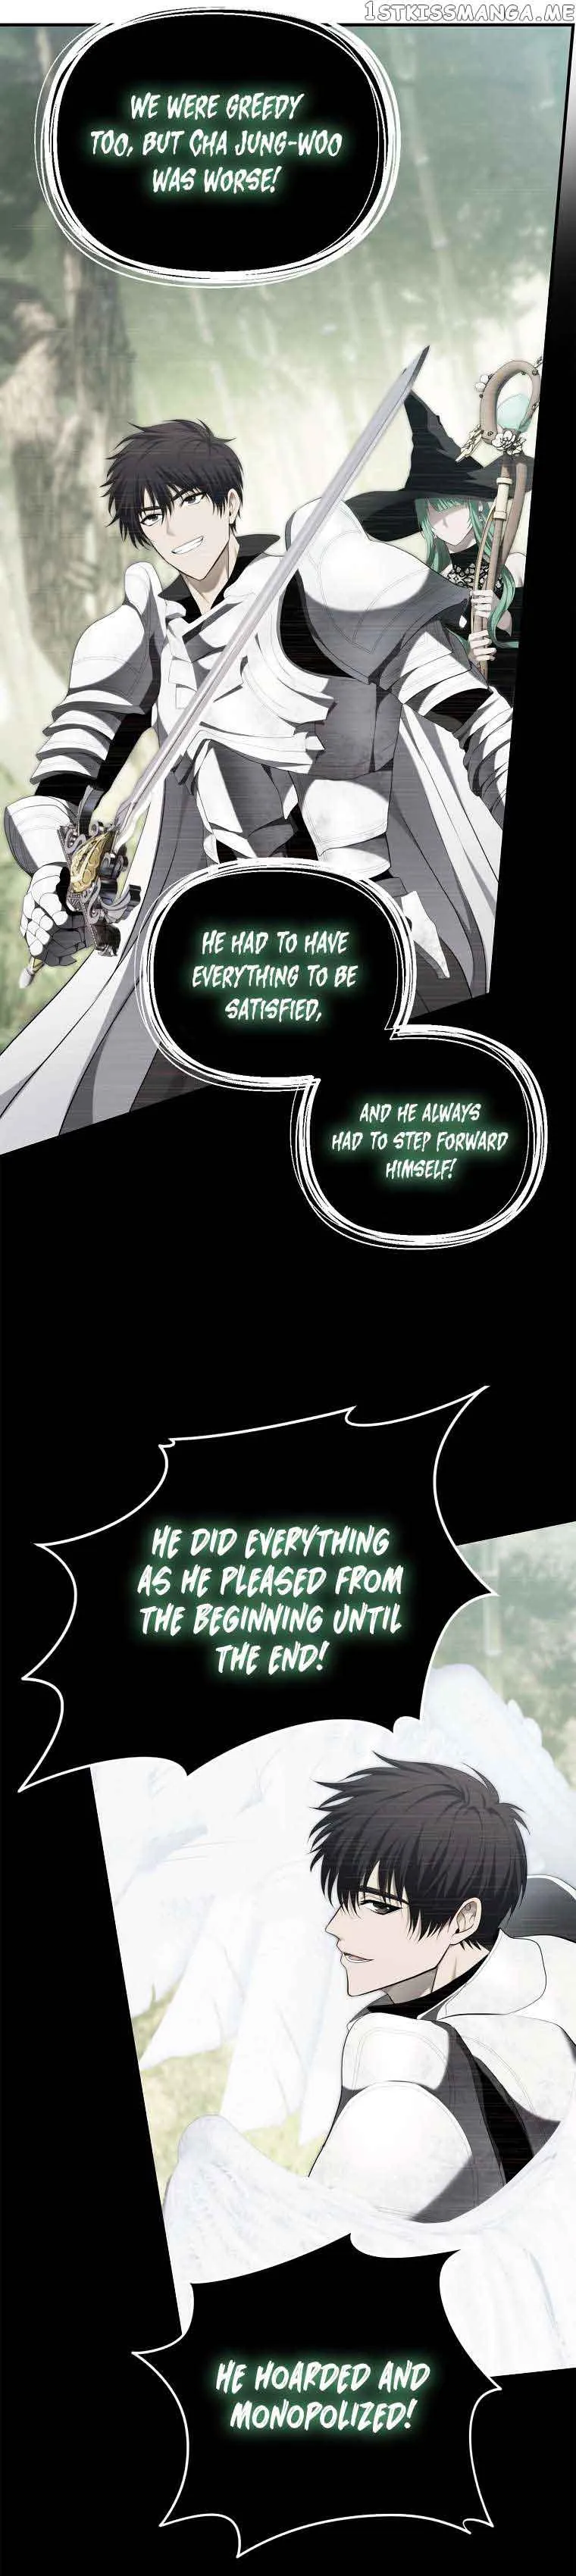 1STKISSMANGA.ME
WE WERE GREEDY
TOO, BUT CHA JUNG-WOO
WAS WORSE!
HE HAD TO HAVE
EVERYTHING TO BE
SATISFIED,
AND HE ALWAYS
HAD TO STEP FORWARD
HIMSELF!
HE DID EVERYTHING
AS HE PLEASED FROM
THE BEGINNING UNTIL
THE END!
HE HOARDED AND
MONOPOLIZED!